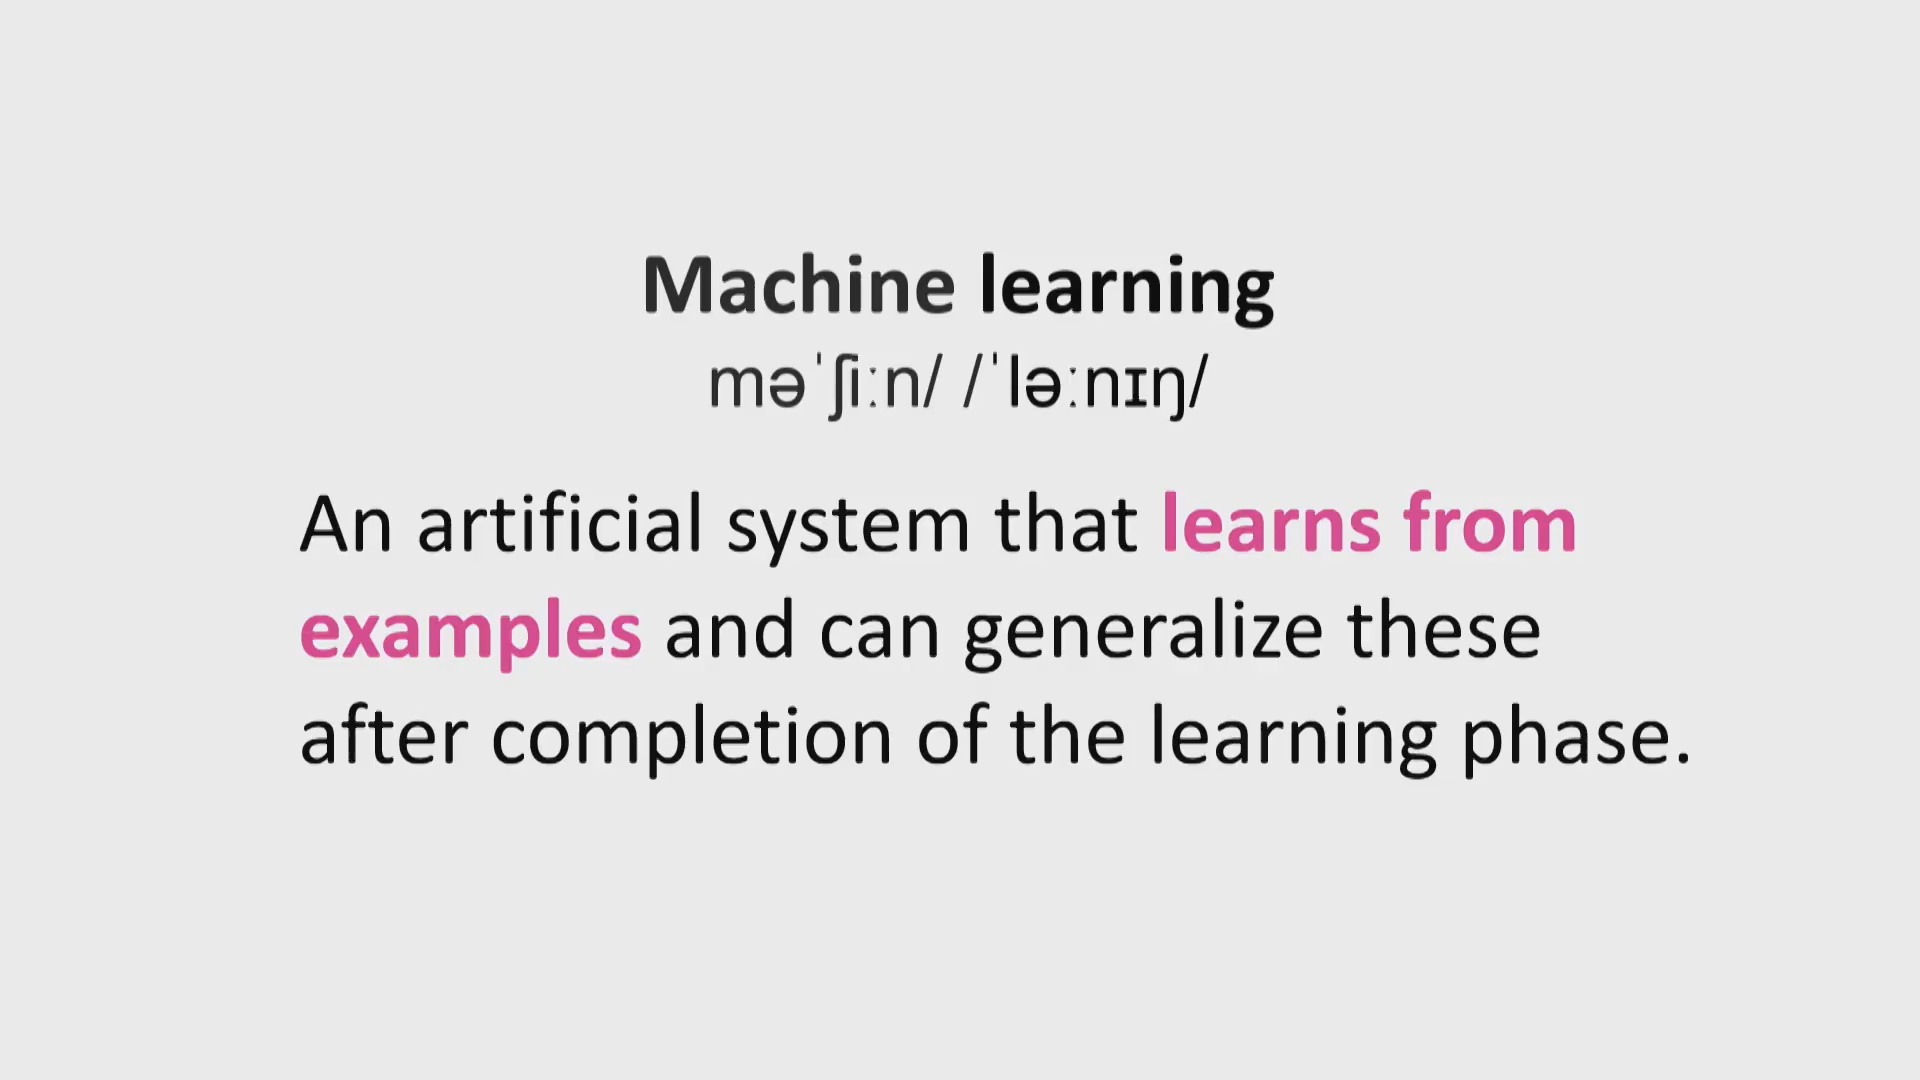 Machine learning
məˈʃiːn/ /ˈləːnɪŋ/
An artificial system that learns from
examples and can generalize these
after completion of the learning phase.